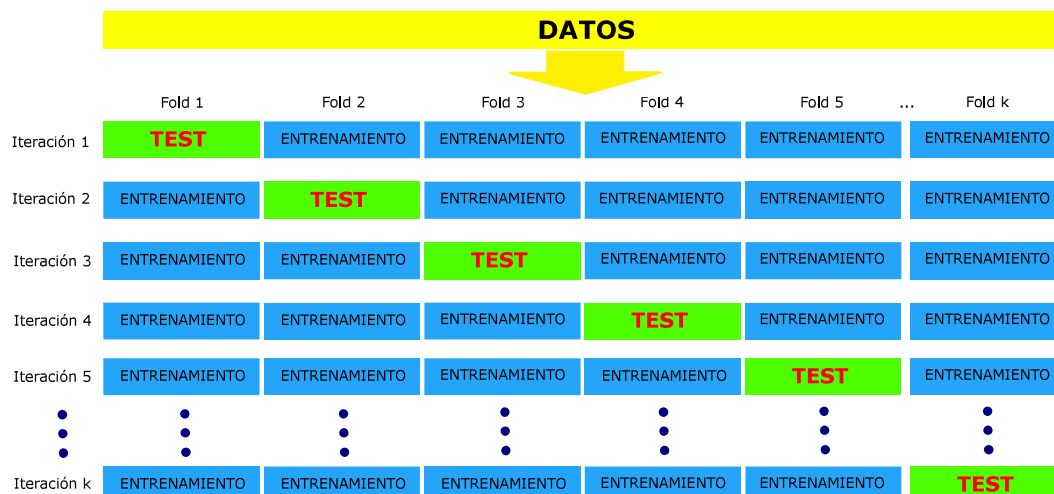 DATOS
Fold 1 Fold 2 Fold 3 Fold 4 Fold 5 ... Fold k
Iteración 1 TEST ENTRENAMIENTO ENTRENAMIENTO ENTRENAMIENTO ENTRENAMIENTO ENTRENAMIENTO
Iteración 2 ENTRENAMIENTO TEST ENTRENAMIENTO ENTRENAMIENTO ENTRENAMIENTO ENTRENAMIENTO
Iteración 3 ENTRENAMIENTO ENTRENAMIENTO TEST ENTRENAMIENTO ENTRENAMIENTO ENTRENAMIENTO
Iteración 4 ENTRENAMIENTO ENTRENAMIENTO ENTRENAMIENTO TEST ENTRENAMIENTO ENTRENAMIENTO
Iteración 5 ENTRENAMIENTO ENTRENAMIENTO ENTRENAMIENTO ENTRENAMIENTO TEST ENTRENAMIENTO
Iteración k ENTRENAMIENTO ENTRENAMIENTO ENTRENAMIENTO ENTRENAMIENTO ENTRENAMIENTO TEST